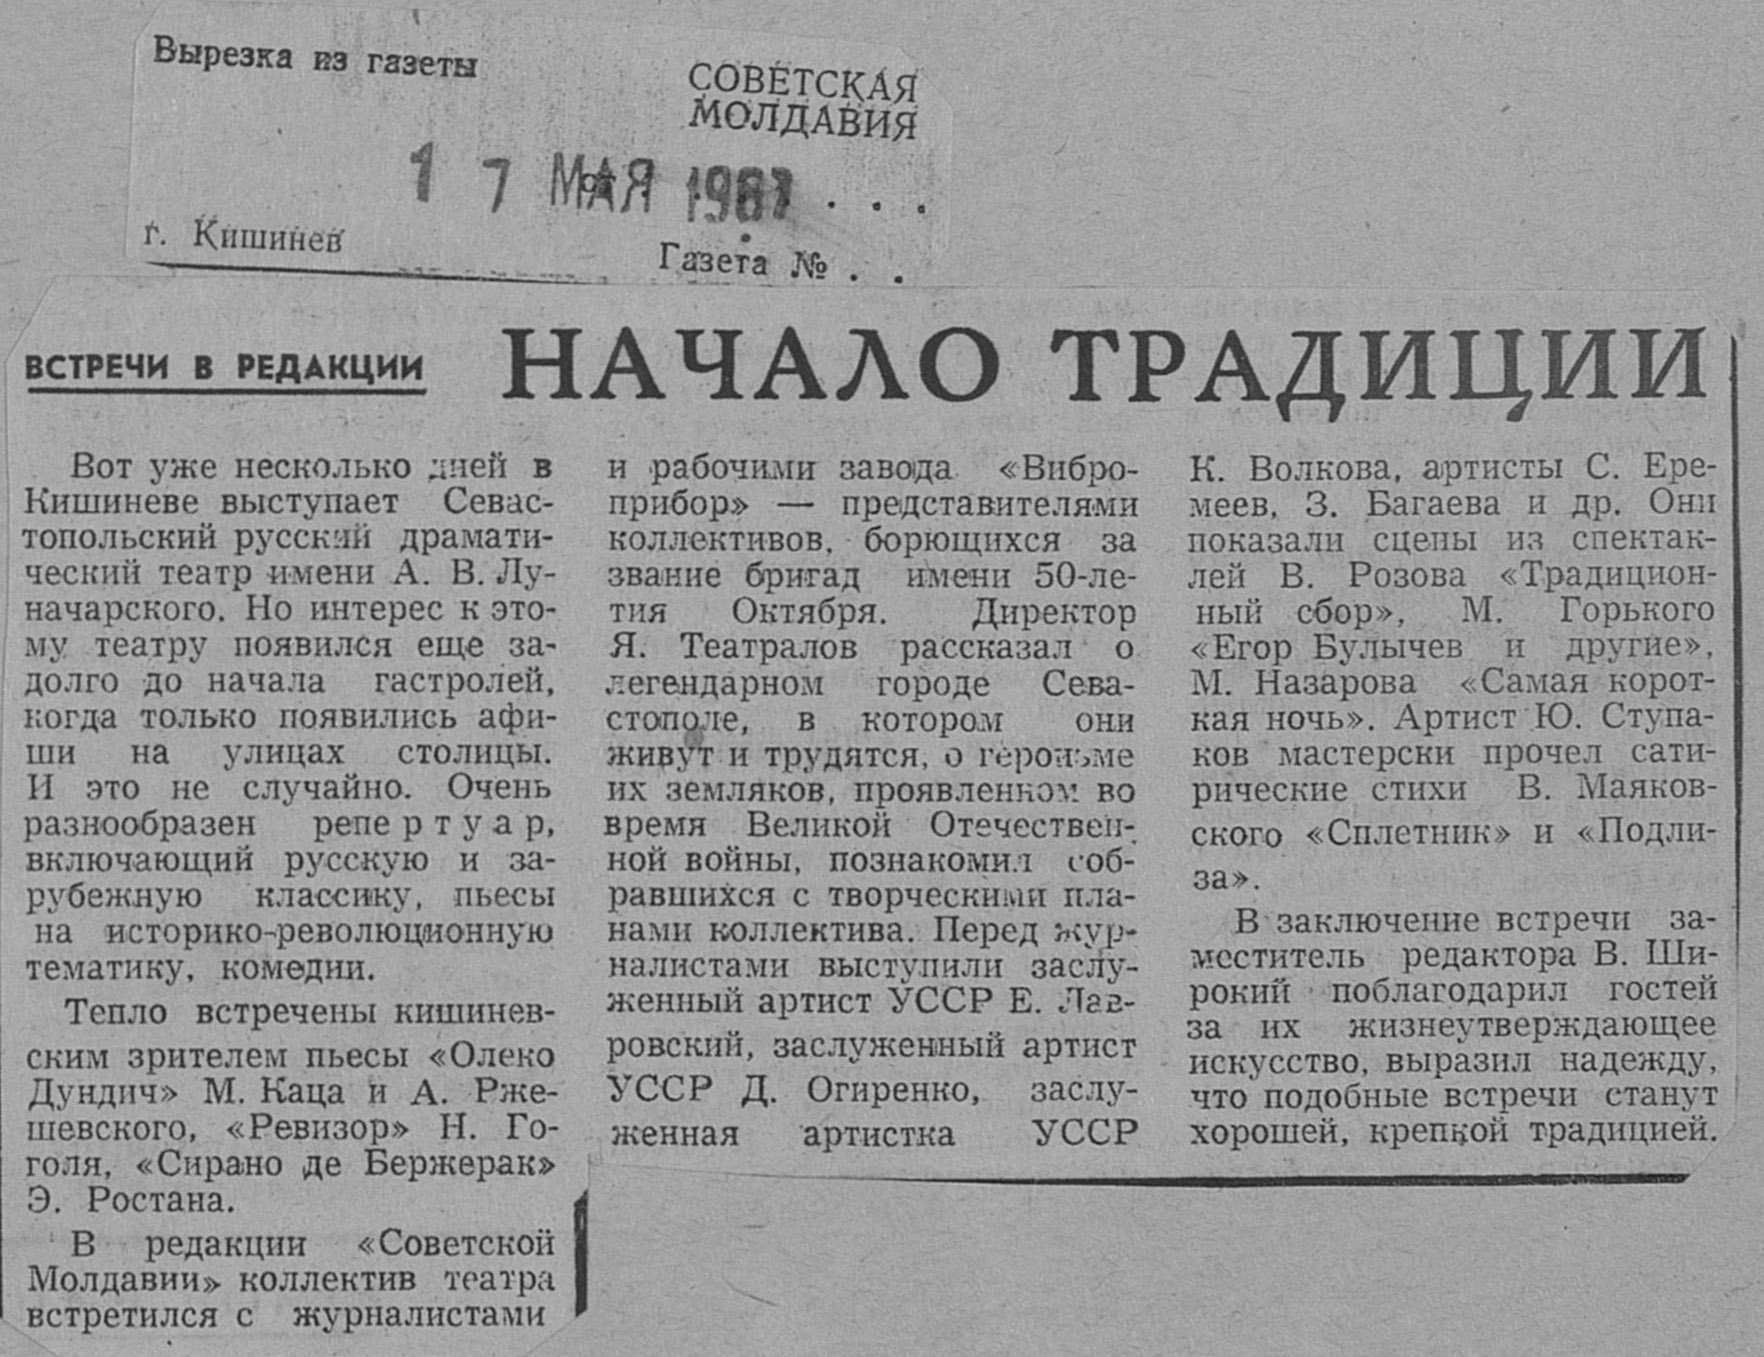 Вырезка из газеты
СОВЕТСКАЯ
МОЛДАВИЯ
17 МАЯ
г. Кишинев
Газета № . .
ВСТРЕЧИ В РЕДАКЦИИ
НАЧАЛО ТРАДИЦИИ
Вот уже несколько дней в
Кишиневе выступает Севас-
топольский русский драмати-
ческий театр имени А. В. Лу-
начарского. Но интерес к это-
му театру появился еще за-
долго до начала гастролей,
когда только появились афи-
ши на улицах столицы.
И это не случайно. Очень
разнообразен репертуар,
включающий русскую и за-
рубежную классику, пьесы
на историко-революционную
тематику, комедии.
Тепло встречены кишинев-
ским зрителем пьесы «Олеко
Дундич» М. Каца и А. Рже-
шевского, «Ревизор» Н. Го-
голя, «Сирано де Бержерак»
Э. Ростана.
В редакции «Советской
Молдавии» коллектив театра
встретился с журналистами
и рабочими завода «Вибро-
прибор» — представителями
коллективов, борющихся за
звание бригад имени 50-ле-
тия Октября. Директор
Я. Театралов рассказал о
легендарном городе Сева-
стополе, в котором они
живут и трудятся, о героизме
их земляков, проявленном во
время Великой Отечествен-
ной войны, познакомил соб-
равшихся с творческими пла-
нами коллектива. Перед жур-
налистами выступили заслу-
женный артист УССР Е. Лав-
ровский, заслуженный артист
УССР Д. Огиренко, заслу-
женная артистка УССР
К. Волкова, артисты С. Ере-
меев, З. Багаева и др. Они
показали сцены из спектак-
лей В. Розова «Традицион-
ный сбор», М. Горького
«Егор Булычев и другие»,
М. Назарова «Самая корот-
кая ночь». Артист Ю. Ступа-
ков мастерски прочел сати-
рические стихи В. Маяков-
ского «Сплетник» и «Подли-
за».
В заключение встречи за-
меститель редактора В. Ши-
рокий поблагодарил гостей
за их жизнеутверждающее
искусство, выразил надежду,
что подобные встречи станут
хорошей, крепкой традицией.